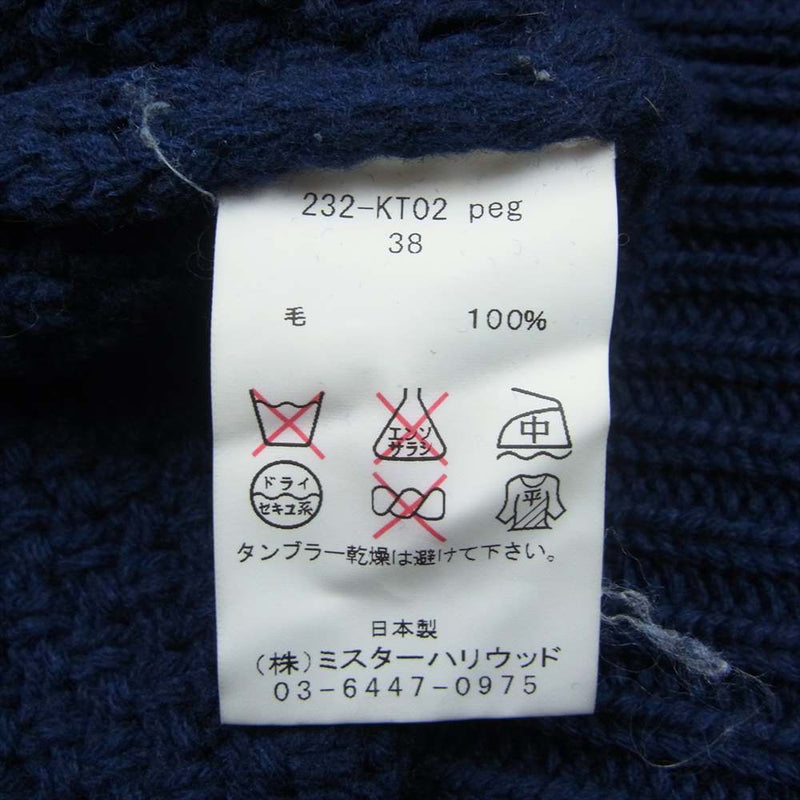 232-KT02 peg
38
毛 100%
エンソ
サラシ
中
ドライ
セキユ系
平
タンブラー乾燥は避けて下さい。
日本製
(株)ミスターハリウッド
03-6447-0975